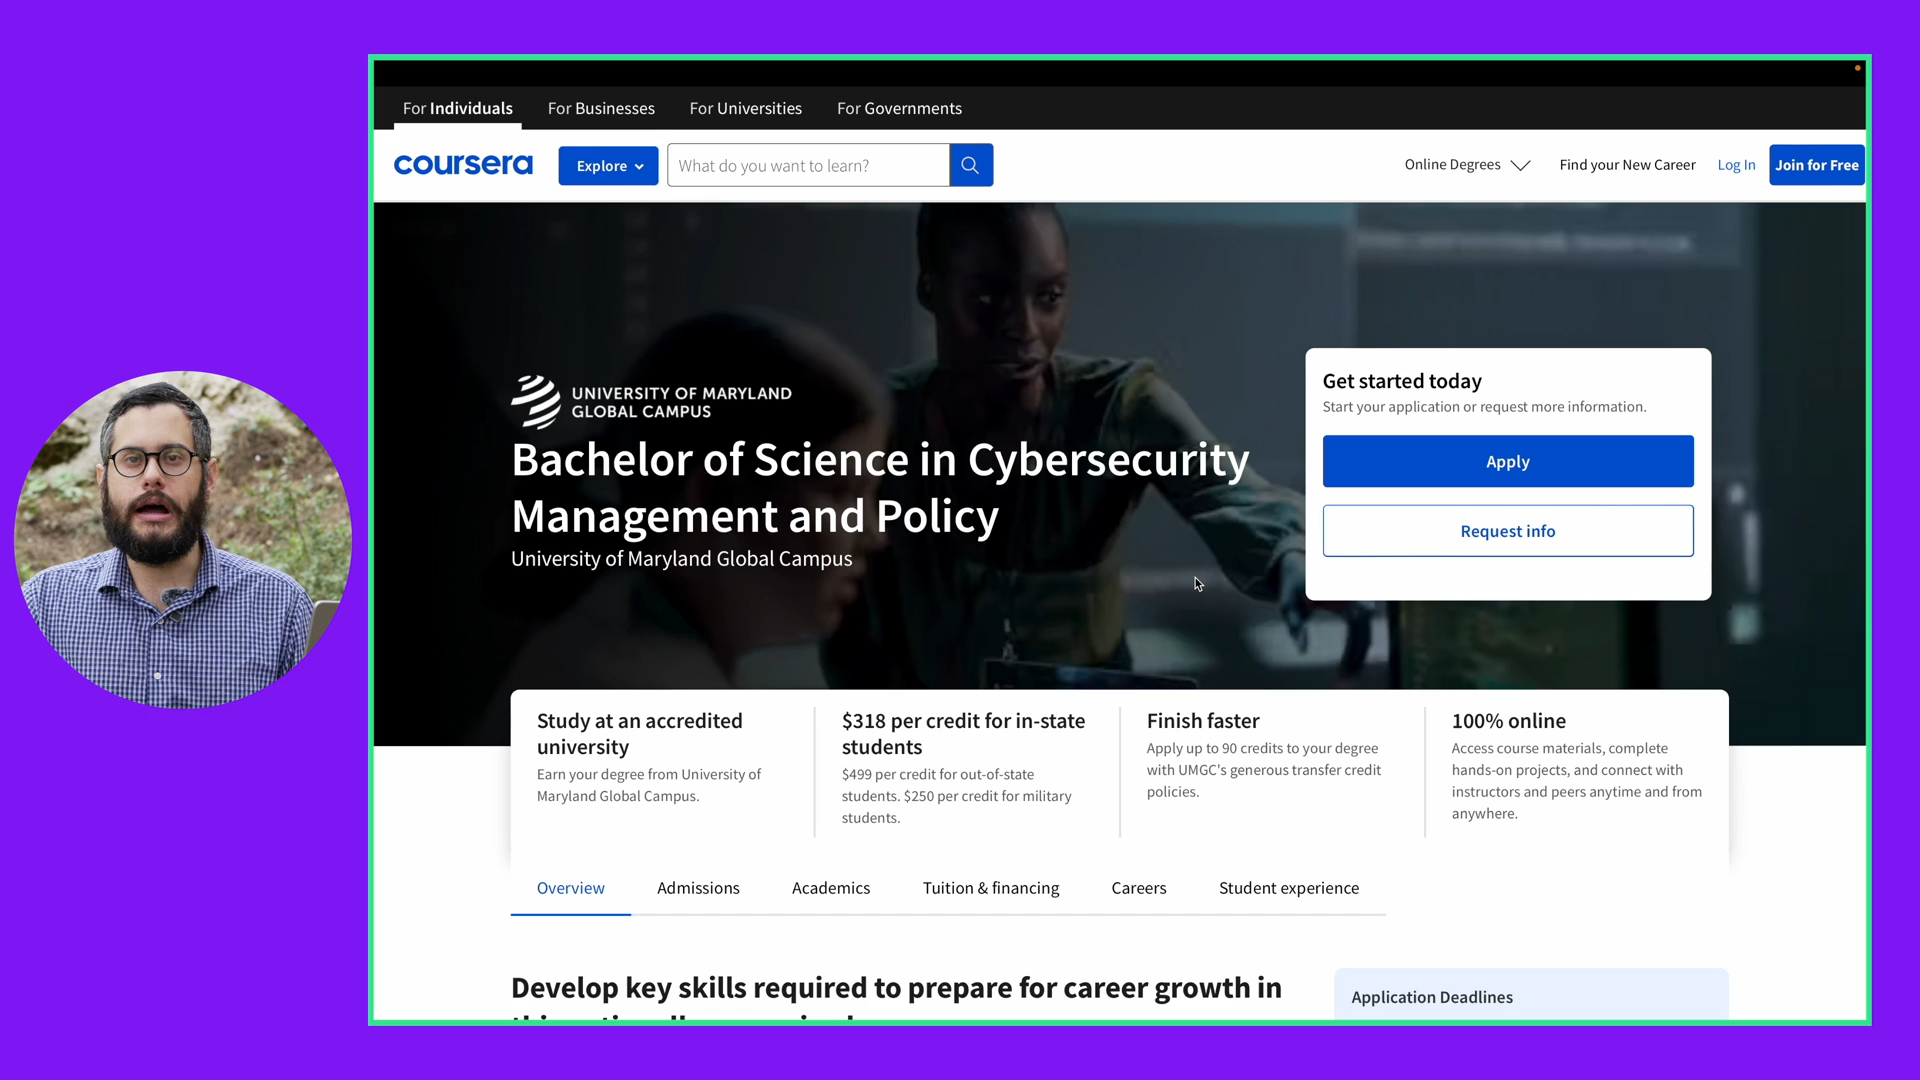 For Individuals For Businesses For Universities For Governments
coursera Explore What do you want to learn? Online Degrees Find your New Career Log In Join for Free
UNIVERSITY OF MARYLAND
GLOBAL CAMPUS
Bachelor of Science in Cybersecurity
Management and Policy
University of Maryland Global Campus
Get started today
Start your application or request more information.
Apply
Request info
Study at an accredited
university
Earn your degree from University of
Maryland Global Campus.
$318 per credit for in-state
students
$499 per credit for out-of-state
students. $250 per credit for military
students.
Finish faster
Apply up to 90 credits to your degree
with UMGC's generous transfer credit
policies.
100% online
Access course materials, complete
hands-on projects, and connect with
instructors and peers anytime and from
anywhere.
Overview Admissions Academics Tuition & financing Careers Student experience
Develop key skills required to prepare for career growth in
Application Deadlines